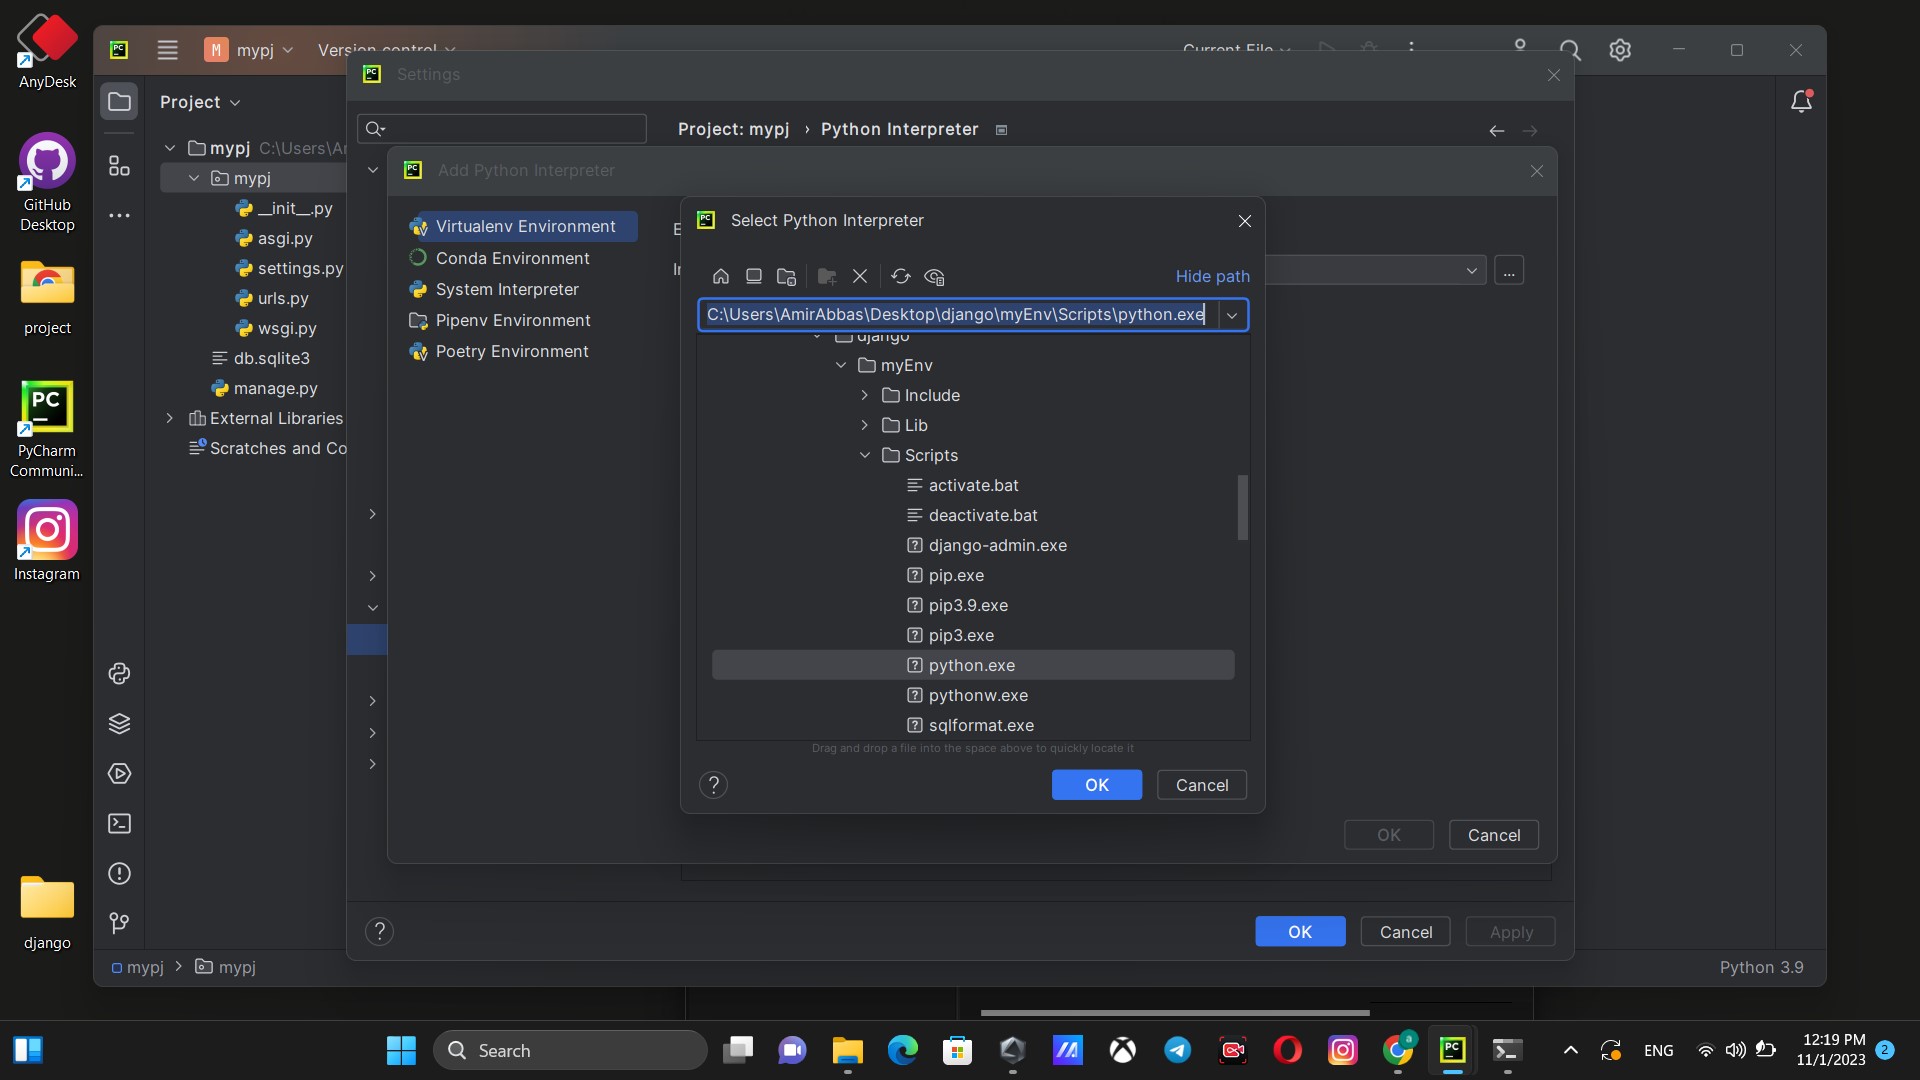 AnyDesk
GitHub
Desktop
project
PyCharm
Communi...
Instagram
django
M mypj
Version control
Current File
Project
mypj C:\Users\A
mypj
__init__.py
asgi.py
settings.py
urls.py
wsgi.py
db.sqlite3
manage.py
External Libraries
Scratches and Co
mypj > mypj
Python 3.9
PC Settings
Project: mypj › Python Interpreter
PC Add Python Interpreter
Virtualenv Environment
Conda Environment
System Interpreter
Pipenv Environment
Poetry Environment
...
PC Select Python Interpreter
Hide path
C:\Users\AmirAbbas\Desktop\django\myEnv\Scripts\python.exe
django
myEnv
Include
Lib
Scripts
activate.bat
deactivate.bat
django-admin.exe
pip.exe
pip3.9.exe
pip3.exe
python.exe
pythonw.exe
sqlformat.exe
Drag and drop a file into the space above to quickly locate it
? OK Cancel
OK Cancel
? OK Cancel Apply
Search
ENG
12:19 PM
11/1/2023
2